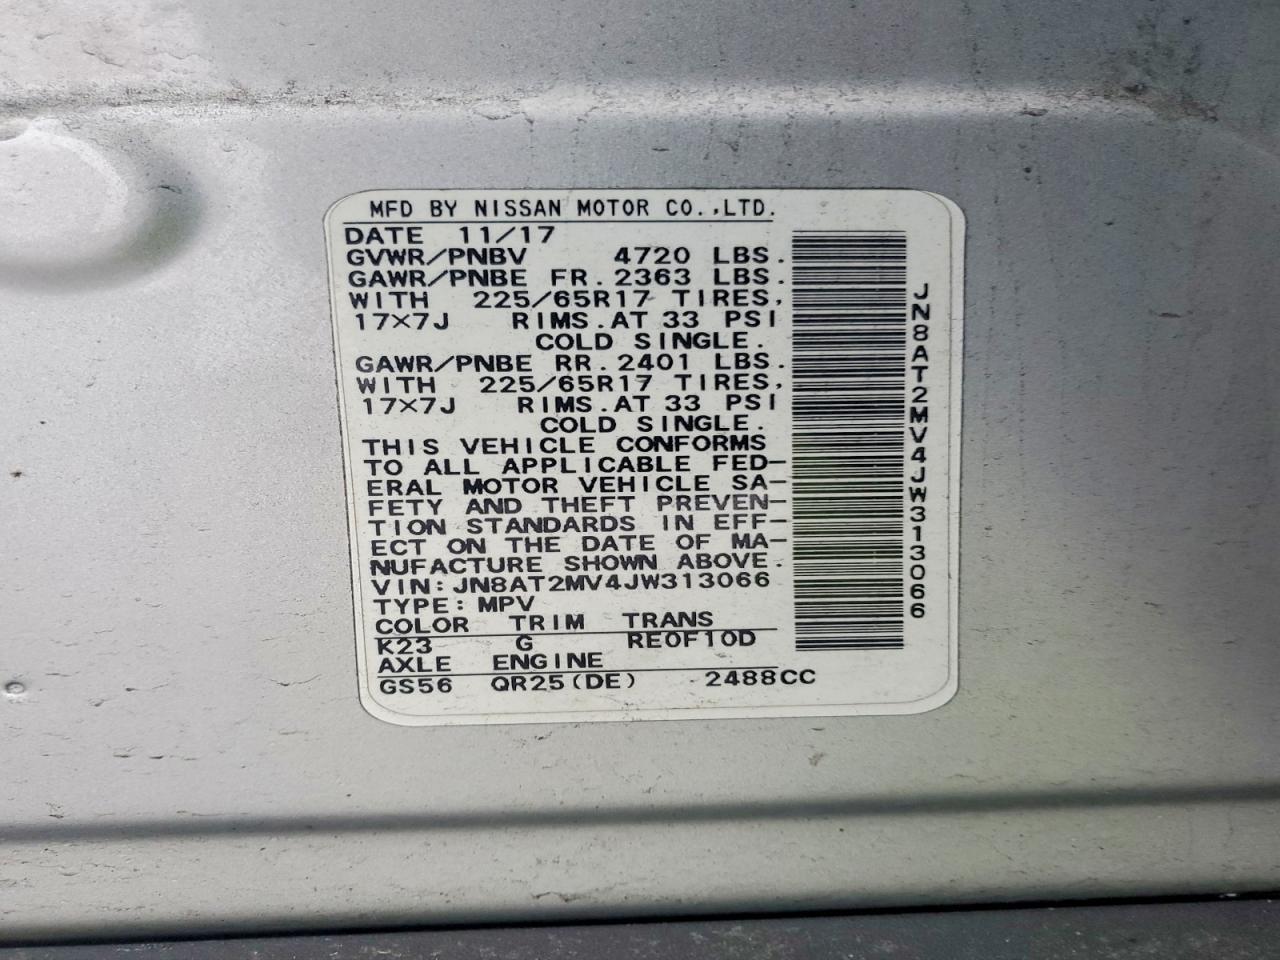 MFD BY NISSAN MOTOR CO.,LTD.
DATE 11/17
GVWR/PNBV 4720 LBS.
GAWR/PNBE FR. 2363 LBS.
WITH 225/65R17 TIRES,
17×7J RIMS. AT 33 PSI
COLD SINGLE.
GAWR/PNBE RR. 2401 LBS.
WITH 225/65R17 TIRES,
17×7J RIMS. AT 33 PSI
COLD SINGLE.
THIS VEHICLE CONFORMS
TO ALL APPLICABLE FED-
ERAL MOTOR VEHICLE SA-
FETY AND THEFT PREVEN-
TION STANDARDS IN EFF-
ECT ON THE DATE OF MA-
NUFACTURE SHOWN ABOVE.
VIN: JN8AT2MV4JW313066
TYPE: MPV
COLOR TRIM TRANS
K23 G RE0F10D
AXLE ENGINE
GS56 QR25(DE) 2488CC
JN8AT2MV4JW313066